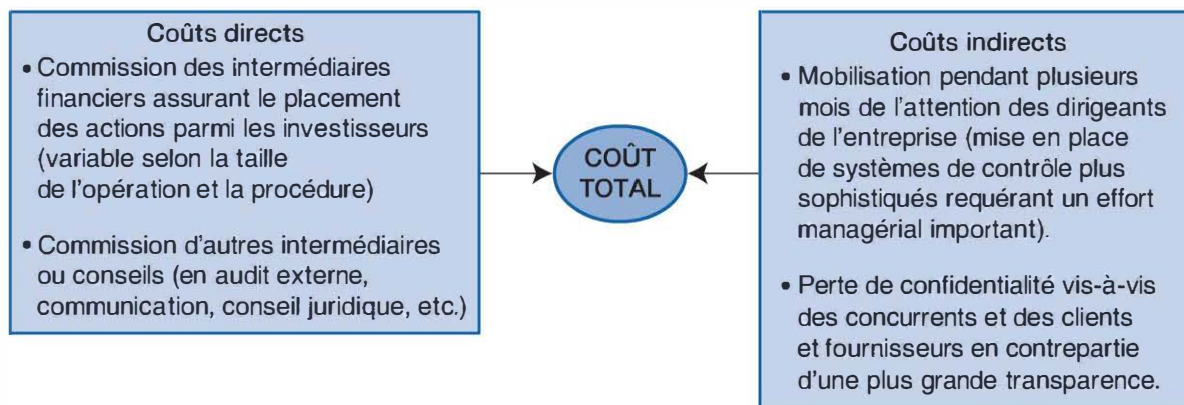 Coûts directs
• Commission des intermédiaires
financiers assurant le placement
des actions parmi les investisseurs
(variable selon la taille
de l'opération et la procédure)
• Commission d'autres intermédiaires
ou conseils (en audit externe,
communication, conseil juridique, etc.)
COÛT
TOTAL
Coûts indirects
• Mobilisation pendant plusieurs
mois de l'attention des dirigeants
de l'entreprise (mise en place
de systèmes de contrôle plus
sophistiqués requérant un effort
managérial important).
• Perte de confidentialité vis-à-vis
des concurrents et des clients
et fournisseurs en contrepartie
d'une plus grande transparence.